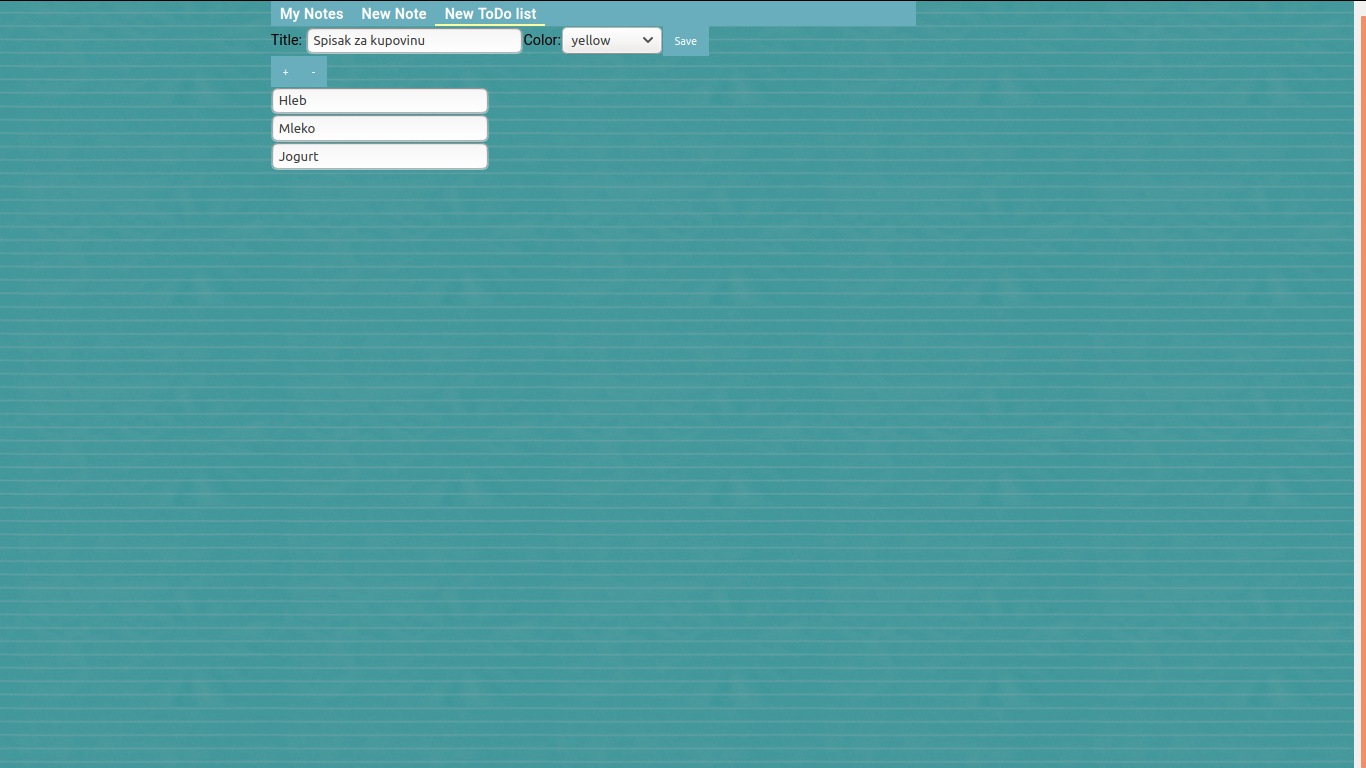 My Notes New Note New ToDo list
Title: Spisak za kupovinu Color: yellow Save
+ -
Hleb
Mleko
Jogurt